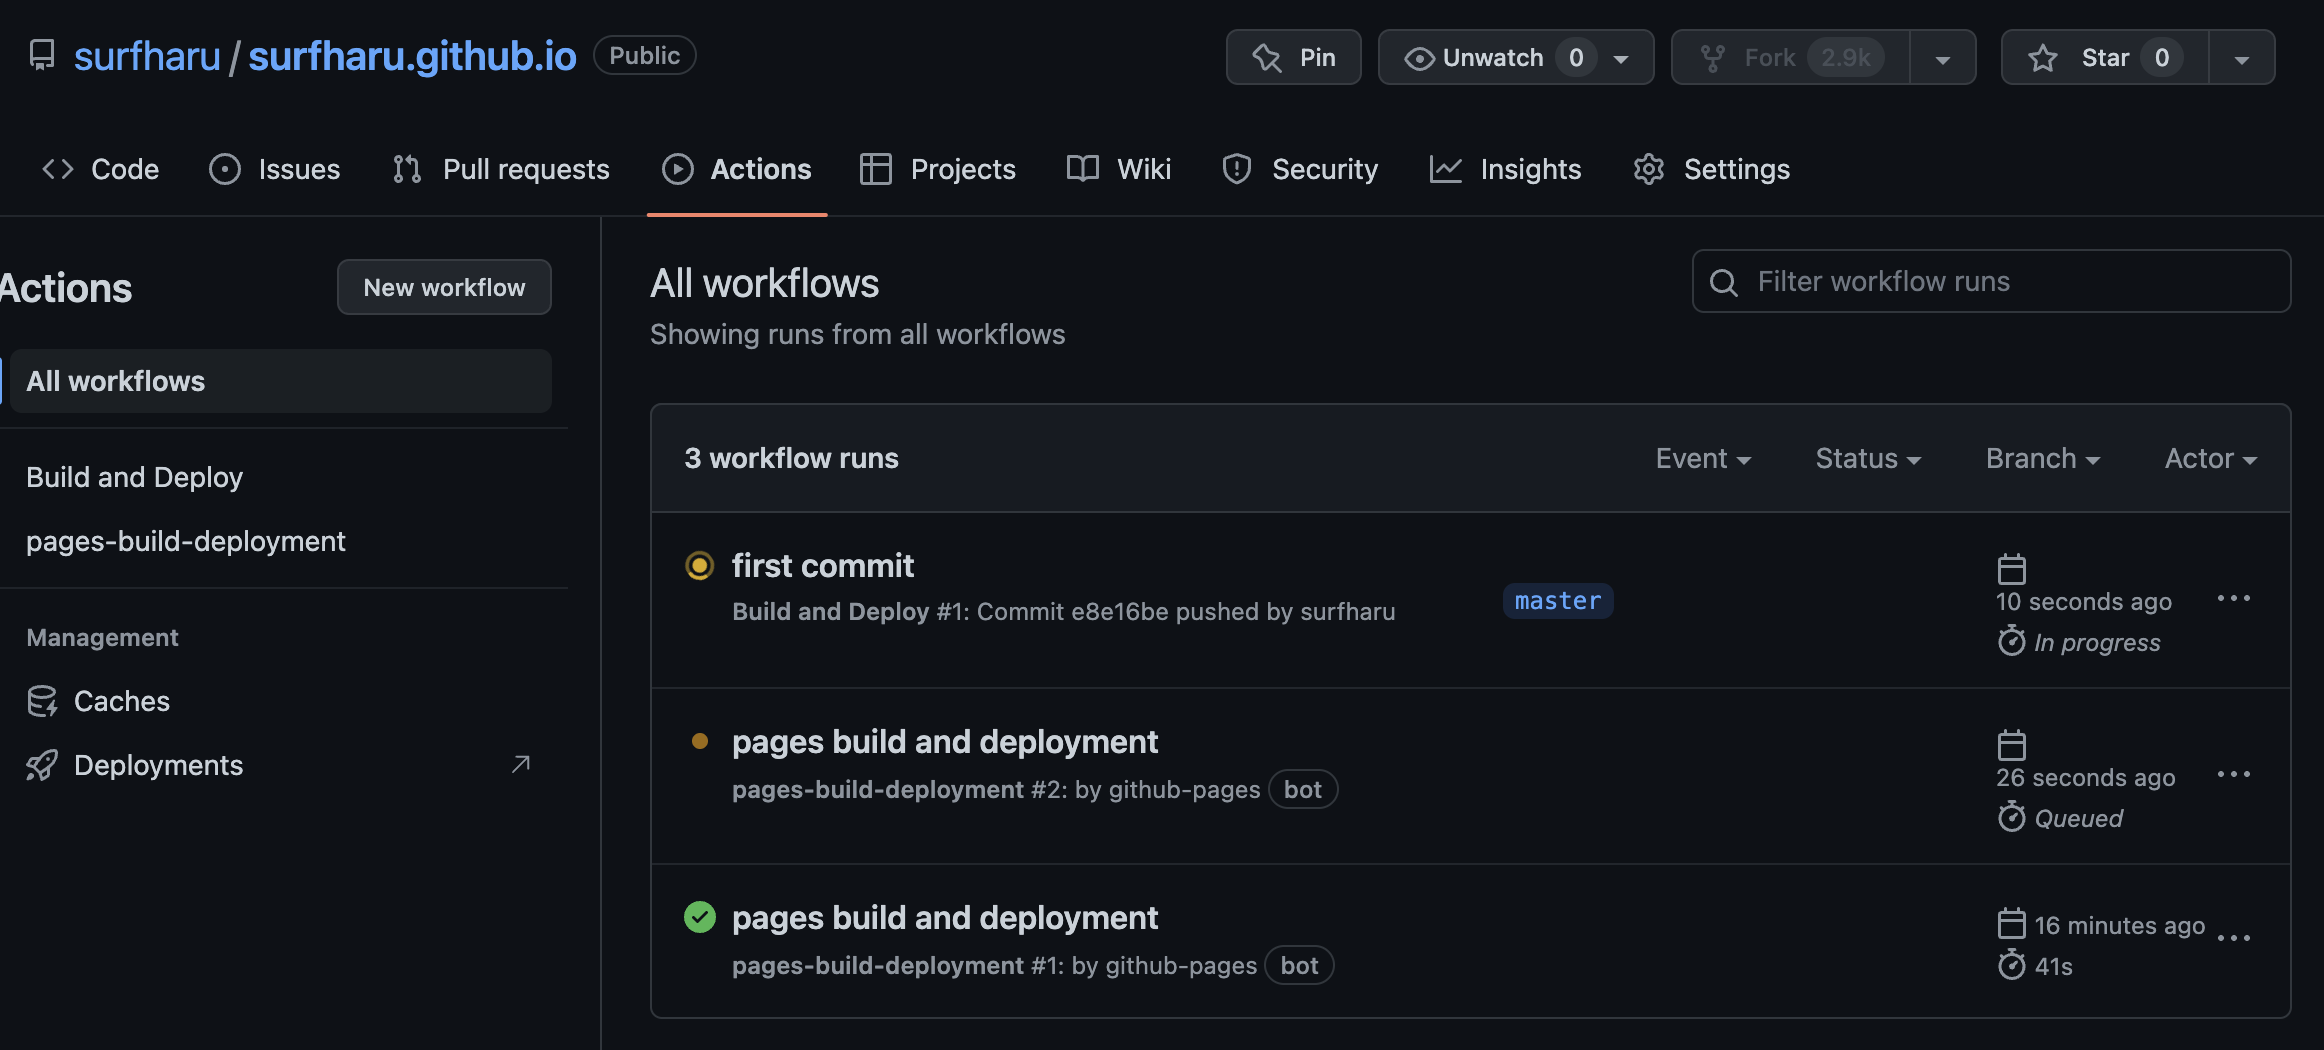 surfharu / surfharu.github.io Public
Pin Unwatch 0 Fork 2.9k Star 0
Code Issues Pull requests Actions Projects Wiki Security Insights Settings
Actions New workflow
All workflows
Build and Deploy
pages-build-deployment
Management
Caches
Deployments
All workflows
Showing runs from all workflows
Filter workflow runs
3 workflow runs Event Status Branch Actor
first commit
Build and Deploy #1: Commit e8e16be pushed by surfharu
master
10 seconds ago
In progress
pages build and deployment
pages-build-deployment #2: by github-pages bot
26 seconds ago
Queued
pages build and deployment
pages-build-deployment #1: by github-pages bot
16 minutes ago
41s